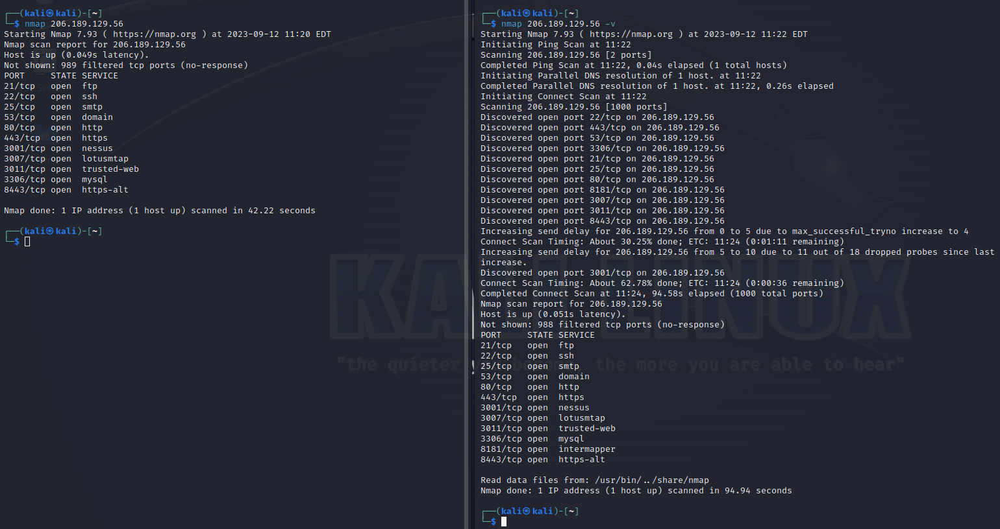 ┌──(kali㉿kali)-[~]
└─$ nmap 206.189.129.56
Starting Nmap 7.93 ( https://nmap.org ) at 2023-09-12 11:20 EDT
Nmap scan report for 206.189.129.56
Host is up (0.049s latency).
Not shown: 989 filtered tcp ports (no-response)
PORT     STATE SERVICE
21/tcp   open  ftp
22/tcp   open  ssh
25/tcp   open  smtp
53/tcp   open  domain
80/tcp   open  http
443/tcp  open  https
3001/tcp open  nessus
3007/tcp open  lotusmtap
3011/tcp open  trusted-web
3306/tcp open  mysql
8443/tcp open  https-alt
Nmap done: 1 IP address (1 host up) scanned in 42.22 seconds
┌──(kali㉿kali)-[~]
└─$
┌──(kali㉿kali)-[~]
└─$ nmap 206.189.129.56 -v
Starting Nmap 7.93 ( https://nmap.org ) at 2023-09-12 11:22 EDT
Initiating Ping Scan at 11:22
Scanning 206.189.129.56 [2 ports]
Completed Ping Scan at 11:22, 0.04s elapsed (1 total hosts)
Initiating Parallel DNS resolution of 1 host. at 11:22
Completed Parallel DNS resolution of 1 host. at 11:22, 0.26s elapsed
Initiating Connect Scan at 11:22
Scanning 206.189.129.56 [1000 ports]
Discovered open port 22/tcp on 206.189.129.56
Discovered open port 443/tcp on 206.189.129.56
Discovered open port 53/tcp on 206.189.129.56
Discovered open port 3306/tcp on 206.189.129.56
Discovered open port 21/tcp on 206.189.129.56
Discovered open port 25/tcp on 206.189.129.56
Discovered open port 80/tcp on 206.189.129.56
Discovered open port 8181/tcp on 206.189.129.56
Discovered open port 3007/tcp on 206.189.129.56
Discovered open port 3011/tcp on 206.189.129.56
Discovered open port 8443/tcp on 206.189.129.56
Increasing send delay for 206.189.129.56 from 0 to 5 due to max_successful_tryno increase to 4
Connect Scan Timing: About 30.25% done; ETC: 11:24 (0:01:11 remaining)
Increasing send delay for 206.189.129.56 from 5 to 10 due to 11 out of 18 dropped probes since last
increase.
Discovered open port 3001/tcp on 206.189.129.56
Connect Scan Timing: About 62.78% done; ETC: 11:24 (0:00:36 remaining)
Completed Connect Scan at 11:24, 94.58s elapsed (1000 total ports)
Nmap scan report for 206.189.129.56
Host is up (0.051s latency).
Not shown: 988 filtered tcp ports (no-response)
PORT     STATE SERVICE
21/tcp   open  ftp
22/tcp   open  ssh
25/tcp   open  smtp
53/tcp   open  domain
80/tcp   open  http
443/tcp  open  https
3001/tcp open  nessus
3007/tcp open  lotusmtap
3011/tcp open  trusted-web
3306/tcp open  mysql
8181/tcp open  intermapper
8443/tcp open  https-alt
Read data files from: /usr/bin/../share/nmap
Nmap done: 1 IP address (1 host up) scanned in 94.94 seconds
┌──(kali㉿kali)-[~]
└─$
KALI LINUX
"the quieter y the more you are able to hear"